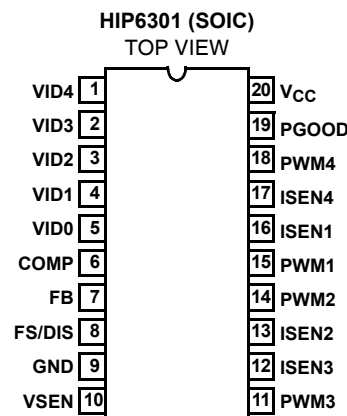 HIP6301 (SOIC)
TOP VIEW
VID4 1 20 VCC
VID3 2 19 PGOOD
VID2 3 18 PWM4
VID1 4 17 ISEN4
VID0 5 16 ISEN1
COMP 6 15 PWM1
FB 7 14 PWM2
FS/DIS 8 13 ISEN2
GND 9 12 ISEN3
VSEN 10 11 PWM3